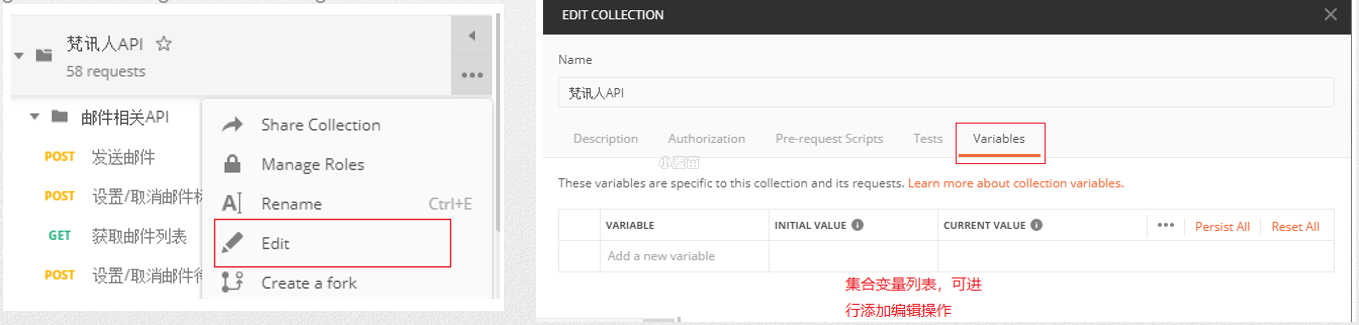 梵讯人API
58 requests
邮件相关API
POST 发送邮件
POST 设置/取消邮件标
GET 获取邮件列表
POST 设置/取消邮件待
Share Collection
Manage Roles
Rename Ctrl+E
Edit
Create a fork
EDIT COLLECTION
Name
梵讯人API
Description Authorization Pre-request Scripts Tests Variables
These variables are specific to this collection and its requests. Learn more about collection variables.
VARIABLE INITIAL VALUE CURRENT VALUE Persist All Reset All
Add a new variable
集合变量列表，可进
行添加编辑操作